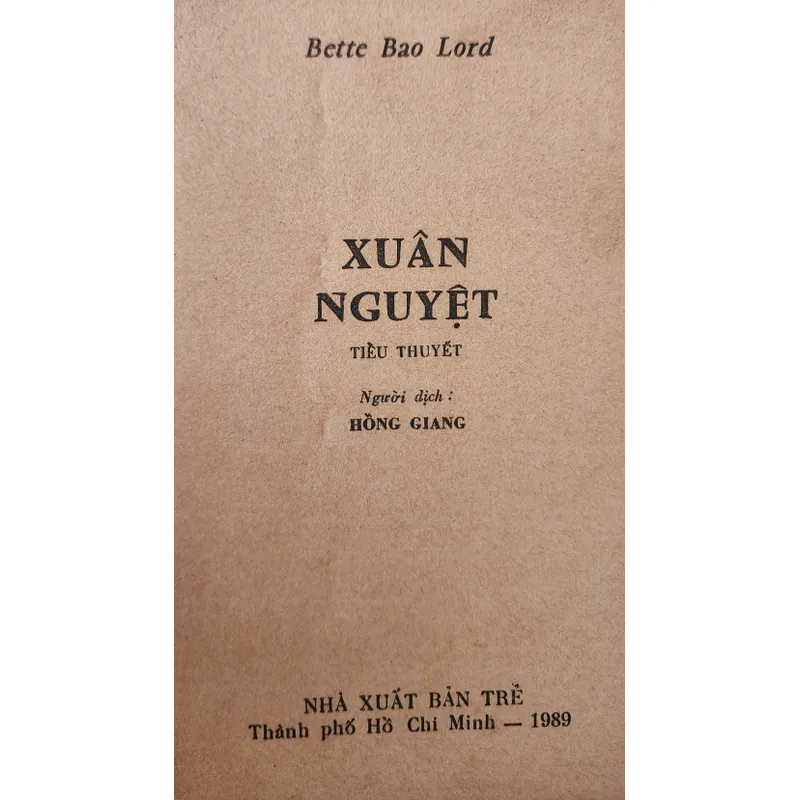 Bette Bao Lord
XUÂN
NGUYỆT
TIỂU THUYẾT
Người dịch :
HỒNG GIANG
NHÀ XUẤT BẢN TRẺ
Thành phố Hồ Chí Minh — 1989